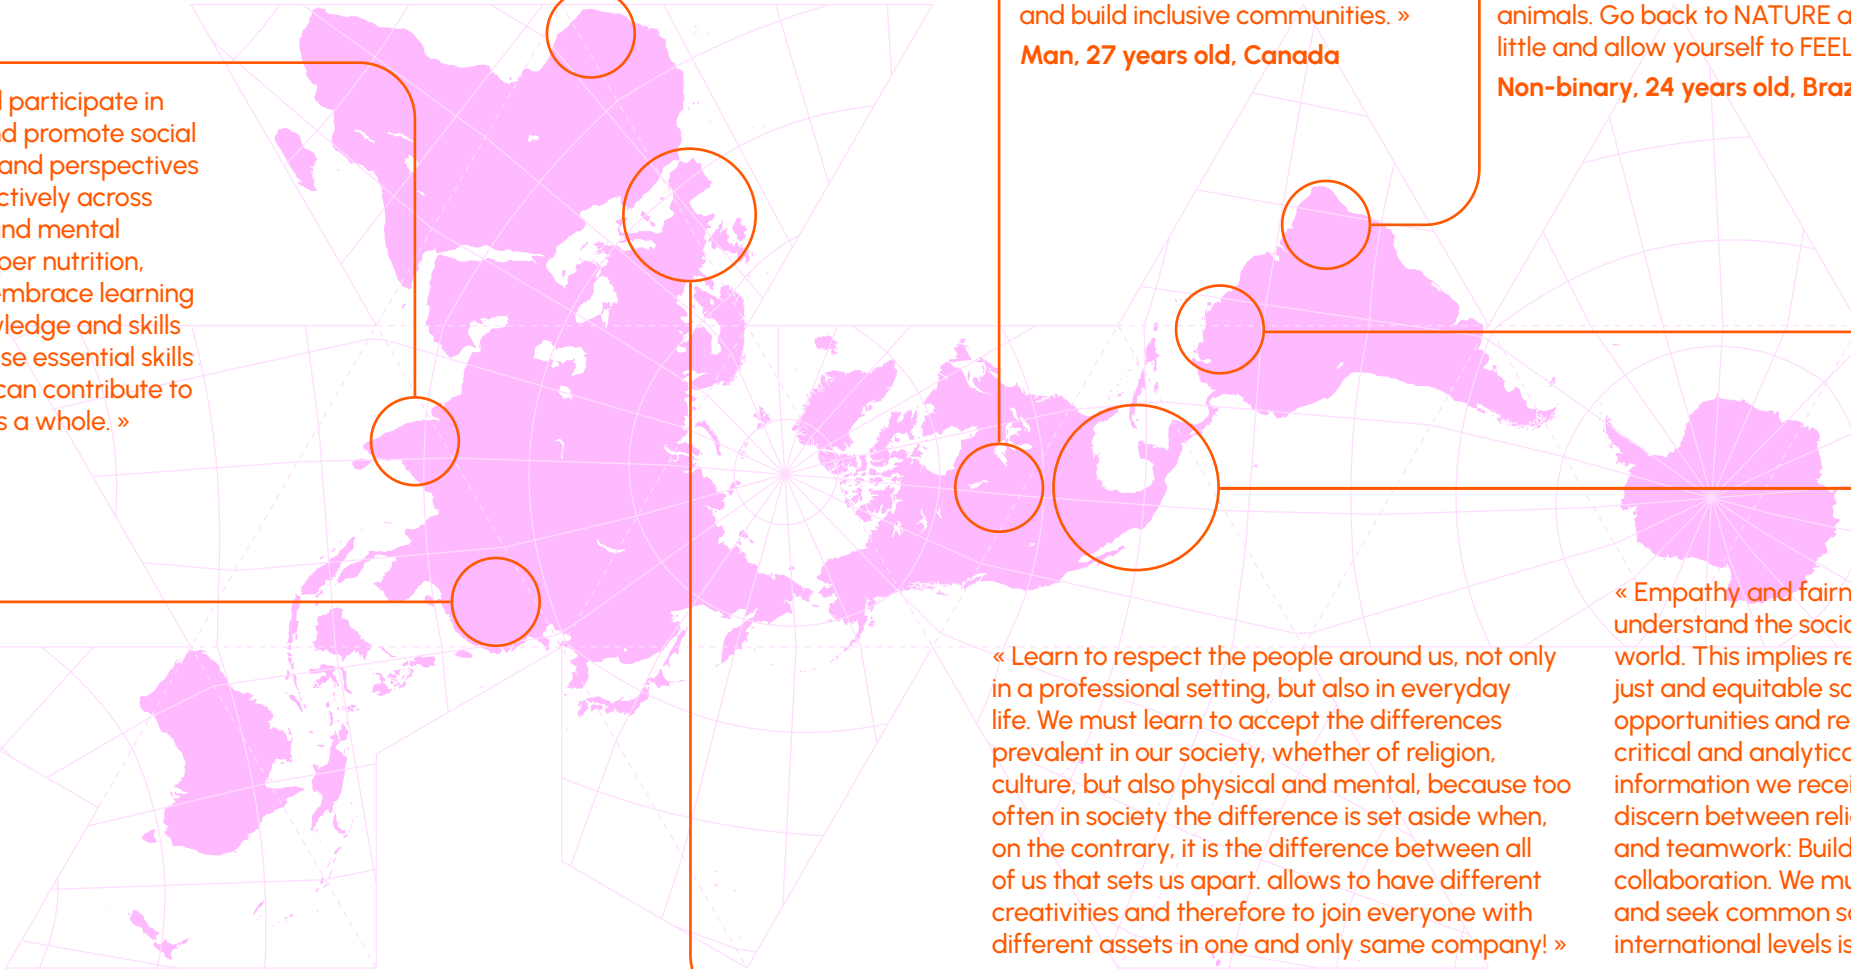 participate in
nd promote social
and perspectives
ctively across
nd mental
per nutrition,
embrace learning
ledge and skills
se essential skills
can contribute to
s a whole. »
and build inclusive communities. »
Man, 27 years old, Canada
animals. Go back to NATURE a
little and allow yourself to FEEL
Non-binary, 24 years old, Braz
« Learn to respect the people around us, not only
in a professional setting, but also in everyday
life. We must learn to accept the differences
prevalent in our society, whether of religion,
culture, but also physical and mental, because too
often in society the difference is set aside when,
on the contrary, it is the difference between all
of us that sets us apart. allows to have different
creativities and therefore to join everyone with
different assets in one and only same company! »
« Empathy and fairn
understand the socio
world. This implies re
just and equitable so
opportunities and re
critical and analytica
information we recei
discern between reli
and teamwork: Build
collaboration. We mu
and seek common so
international levels is